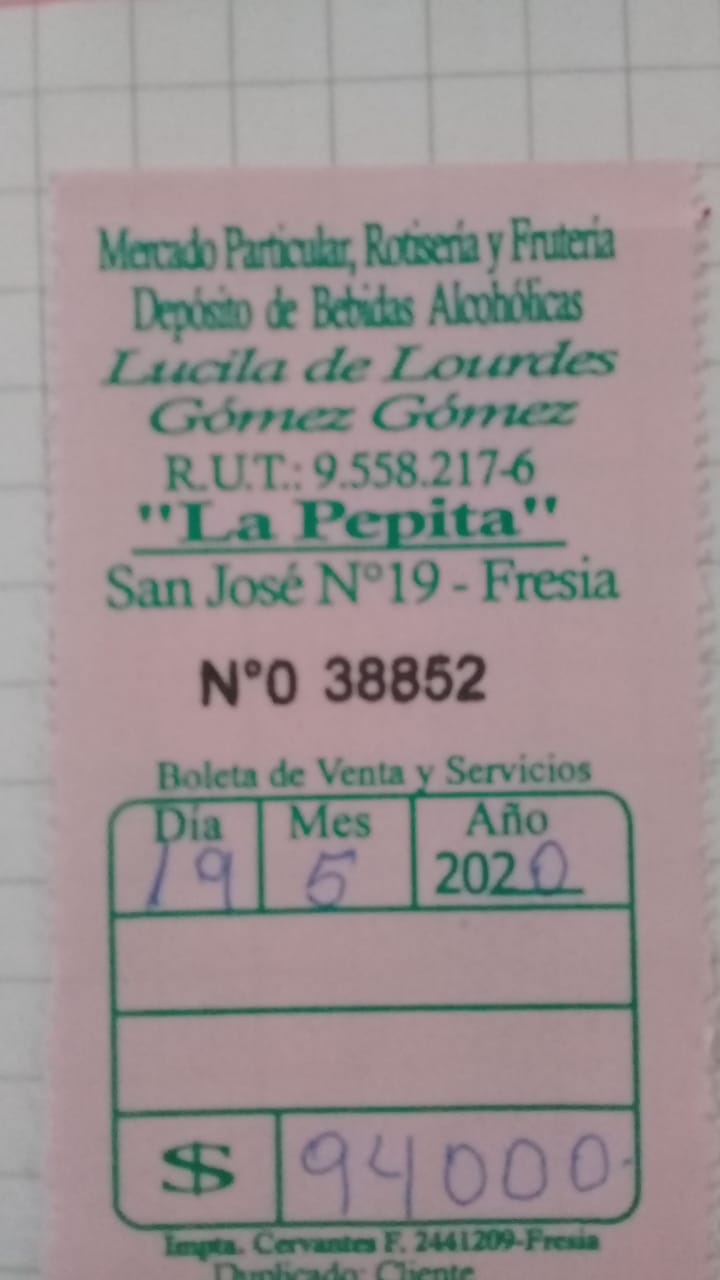 Mercado Particular, Rotisería y Frutería
Depósito de Bebidas Alcohólicas
Lucila de Lourdes
Gómez Gómez
R.U.T.: 9.558.217-6
"La Pepita"
San José N°19 - Fresia
N°0 38852
Boleta de Venta y Servicios
Día Mes Año
19 5 2020
$ 94000.-
Impta. Cervantes F. 2441209-Fresia
Duplicado: Cliente